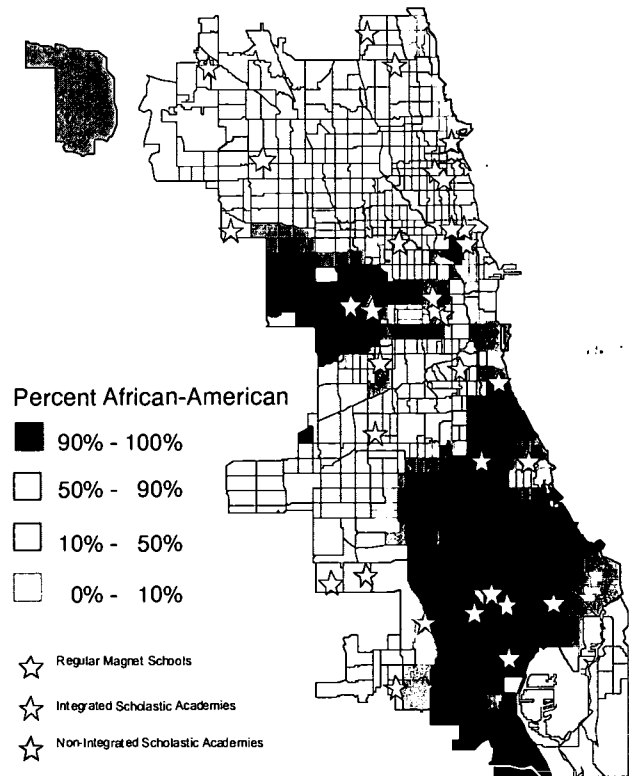 Percent African-American
90% - 100%
50% - 90%
10% - 50%
0% - 10%
Regular Magnet Schools
Integrated Scholastic Academies
Non-Integrated Scholastic Academies